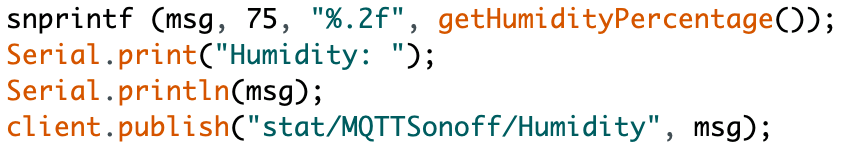 snprintf (msg, 75, "%.2f", getHumidityPercentage());
Serial.print("Humidity: ");
Serial.println(msg);
client.publish("stat/MQTTSonoff/Humidity", msg);